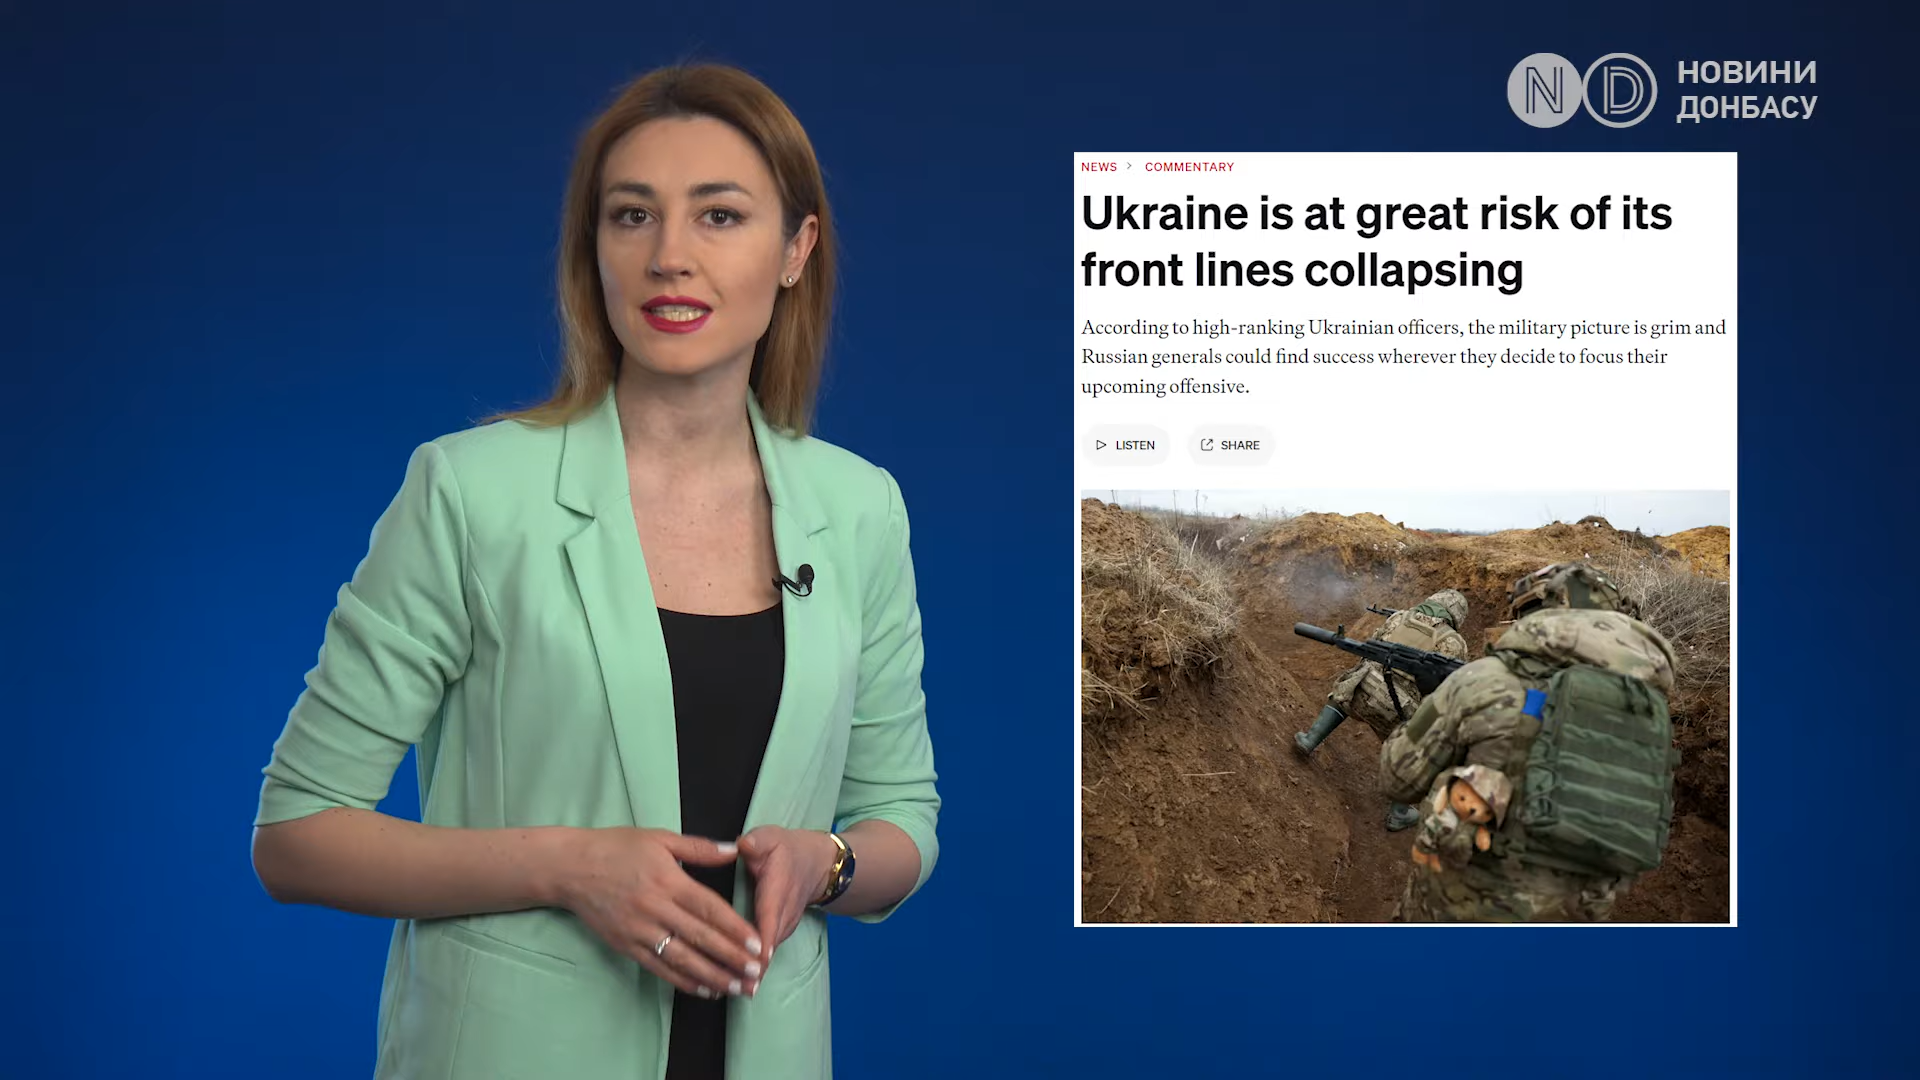 ND НОВИНИ
ДОНБАСУ
NEWS > COMMENTARY
Ukraine is at great risk of its
front lines collapsing
According to high-ranking Ukrainian officers, the military picture is grim and
Russian generals could find success wherever they decide to focus their
upcoming offensive.
LISTEN SHARE